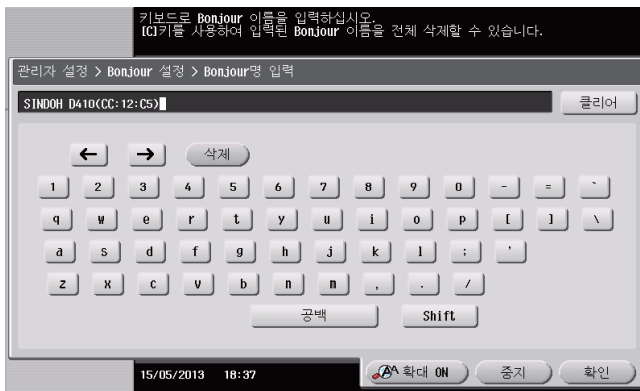 키보드로 Bonjour 이름을 입력하십시오.
[C]키를 사용하여 입력된 Bonjour 이름을 전체 삭제할 수 있습니다.
관리자 설정 > Bonjour 설정 > Bonjour명 입력
SINDOH D410(CC:12:C5)
클리어
← → 삭제
1 2 3 4 5 6 7 8 9 0 - = `
q w e r t y u i o p [ ] \
a s d f g h j k l ; '
z x c v b n m , . /
공백 Shift
15/05/2013 18:37 확대 ON 중지 확인